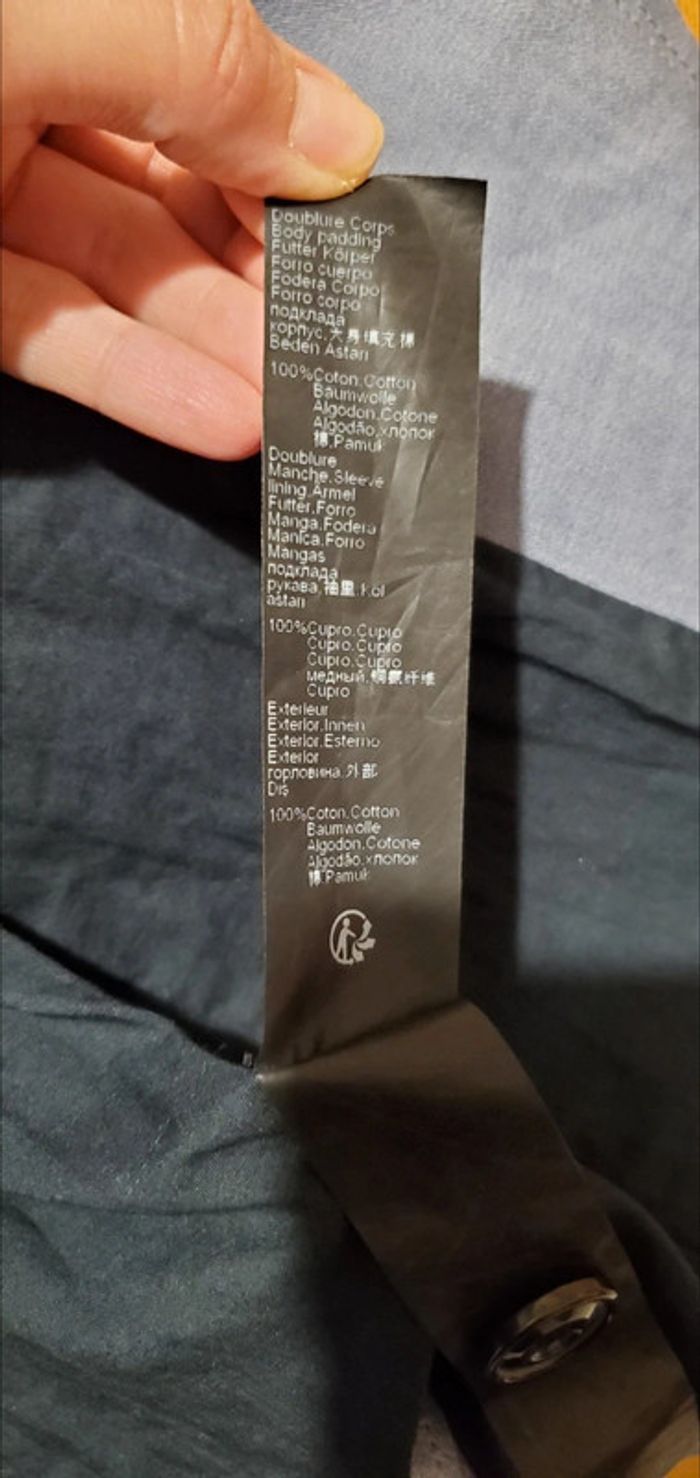 Doublure Corps
Body padding
Futter Körper
Forro cuerpo
Fodera Corpo
Forro corpo
подклада
корпус.大身填充棉
Beden Astarı
100%Coton.Cotton
Baumwolle
Algodon.Cotone
Algodão.хлопок
棉.Pamuk
Doublure
Manche.Sleeve
lining.Ärmel
Futter.Forro
Manga.Fodera
Manica.Forro
Mangas
подклада
рукава.袖里.Kol
astarı
100%Cupro.Cupro
Cupro.Cupro
Cupro.Cupro
медный.铜氨纤维
Cupro
Exterieur
Exterior.Innen
Exterior.Esterno
Exterior
горловина.外部
Dis
100%Coton.Cotton
Baumwolle
Algodon.Cotone
Algodão.хлопок
棉.Pamuk